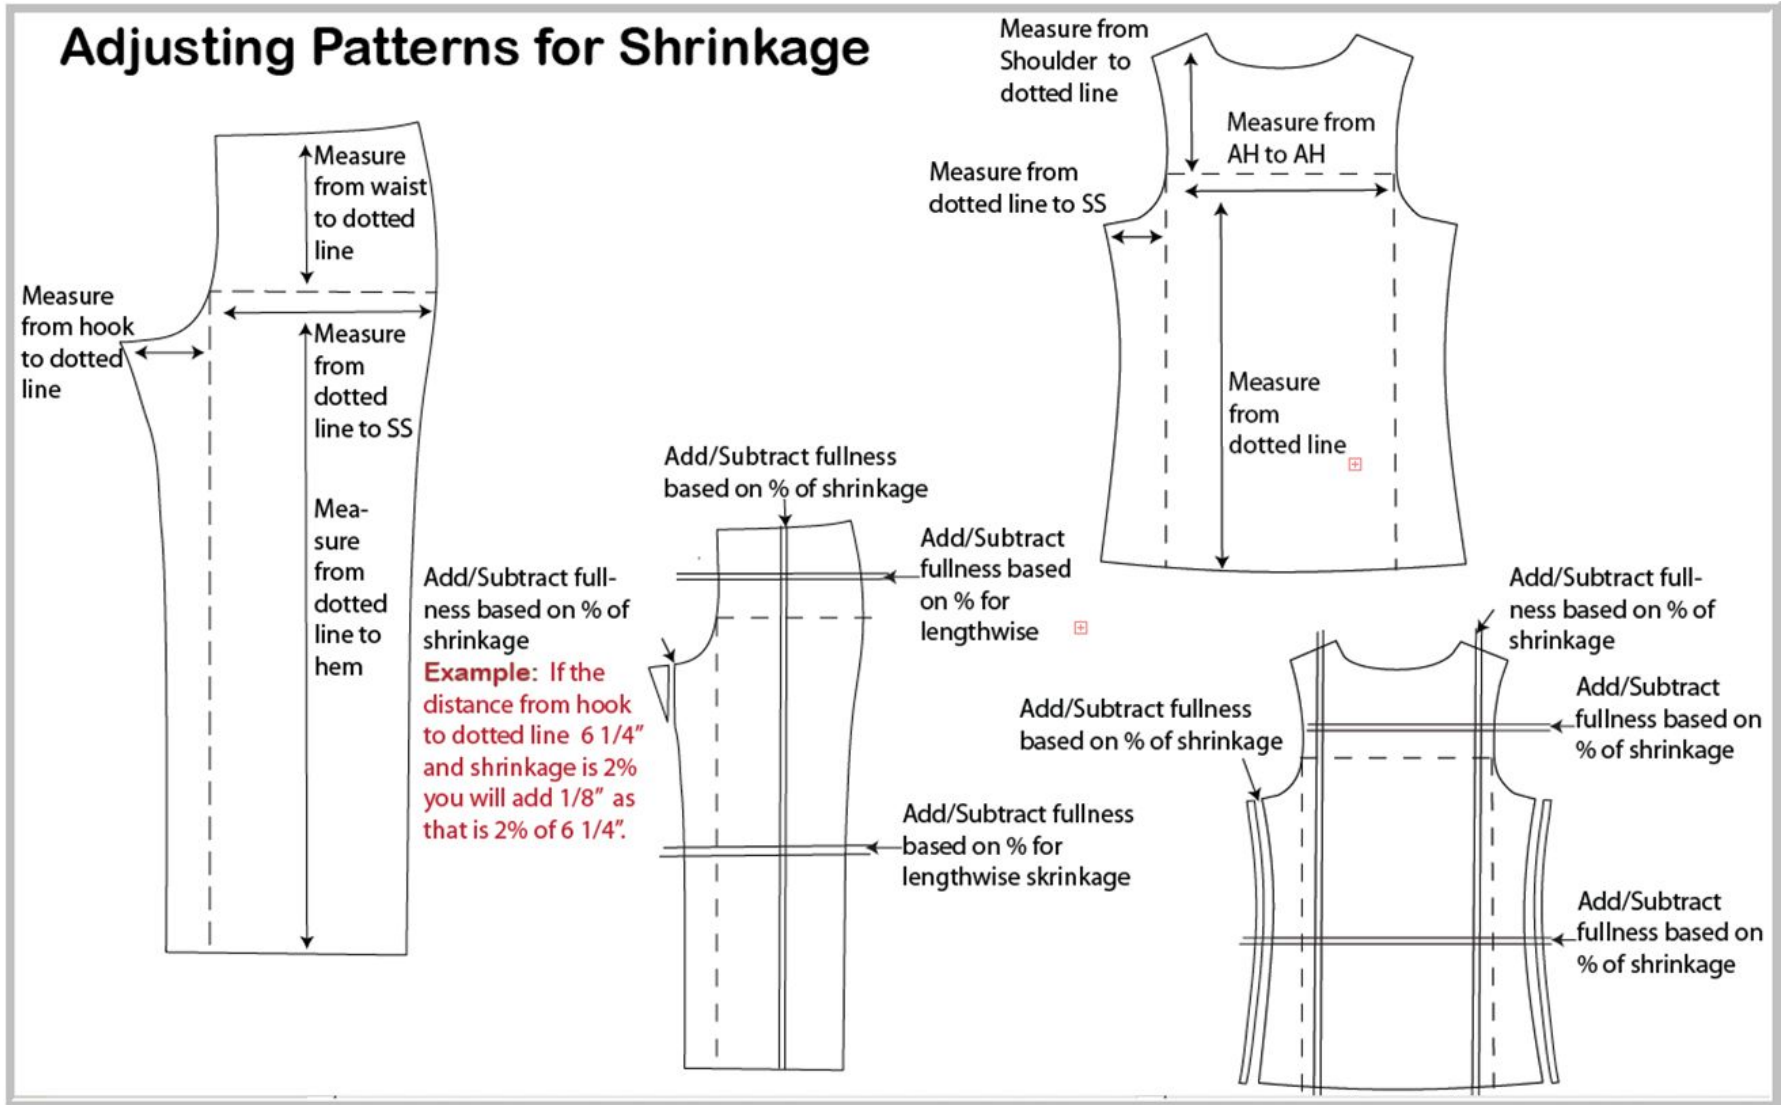 Adjusting Patterns for Shrinkage
Measure
from waist
to dotted
line
Measure
from hook
to dotted
line
Measure
from
dotted
line to SS
Mea-
sure
from
dotted
line to
hem
Measure from
Shoulder to
dotted line
Measure from
AH to AH
Measure from
dotted line to SS
Measure
from
dotted line
Add/Subtract fullness
based on % of shrinkage
Add/Subtract
fullness based
on % for
lengthwise
Add/Subtract full-
ness based on % of
shrinkage
Example: If the
distance from hook
to dotted line 6 1/4”
and shrinkage is 2%
you will add 1/8” as
that is 2% of 6 1/4”.
Add/Subtract fullness
based on % for
lengthwise skrinkage
Add/Subtract full-
ness based on % of
shrinkage
Add/Subtract fullness
based on % of shrinkage
Add/Subtract
fullness based on
% of shrinkage
Add/Subtract
fullness based on
% of shrinkage